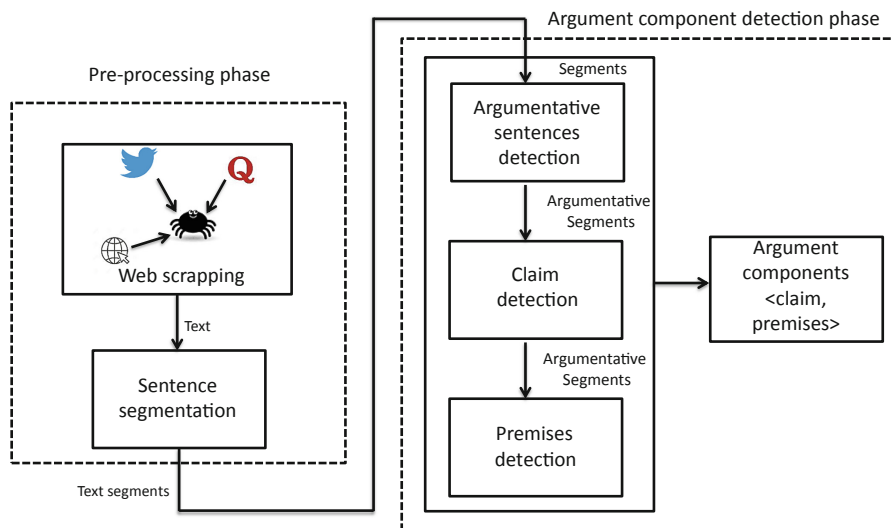 Pre-processing phase
Q
Web scrapping
Text
Sentence
segmentation
Text segments
Argument component detection phase
Segments
Argumentative
sentences
detection
Argumentative
Segments
Claim
detection
Argumentative
Segments
Premises
detection
Argument
components
<claim,
premises>